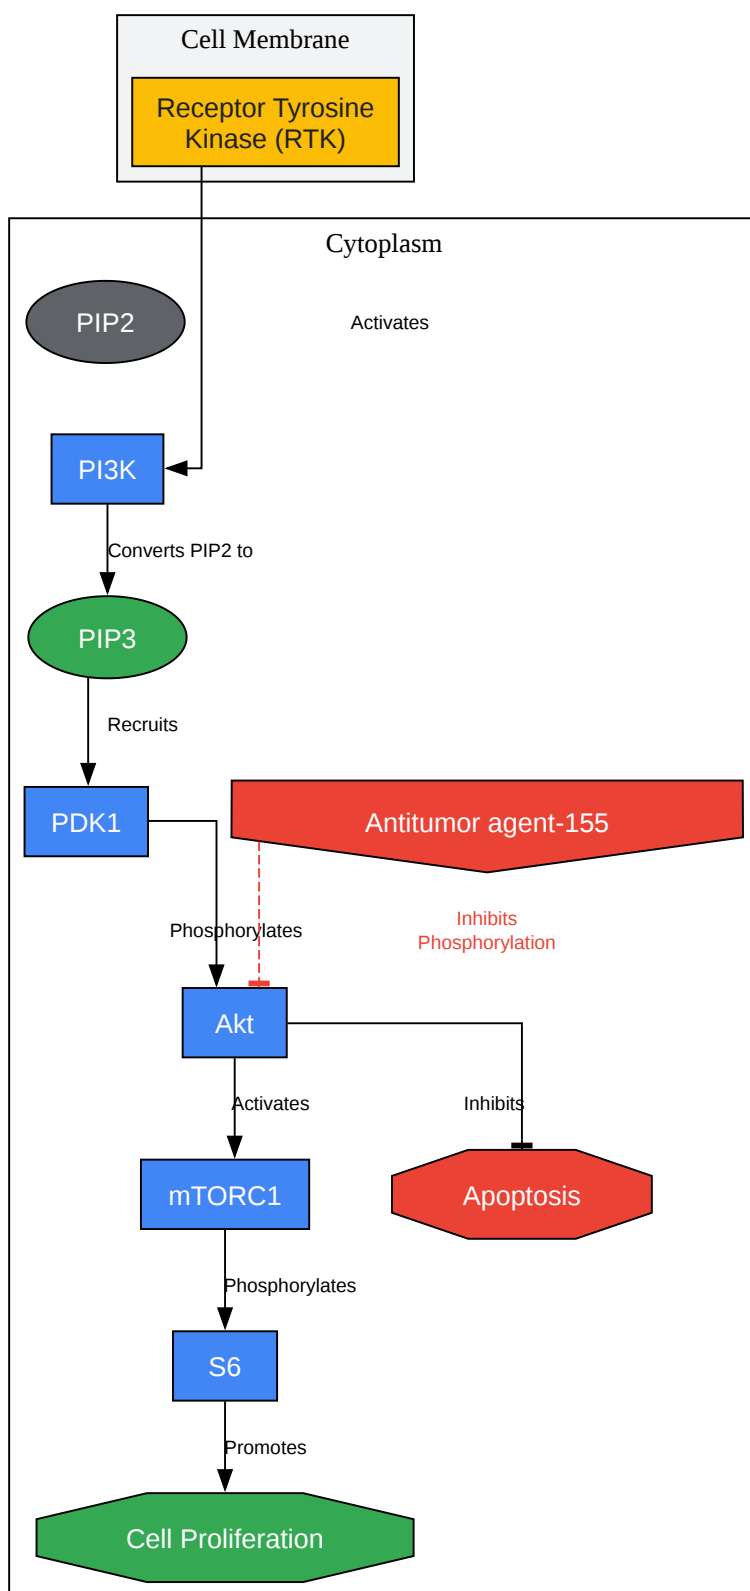 Cell Membrane
Receptor Tyrosine
Kinase (RTK)
Cytoplasm
PIP2
Activates
PI3K
Converts PIP2 to
PIP3
Recruits
PDK1
Antitumor agent-155
Phosphorylates
Inhibits
Phosphorylation
Akt
Activates
Inhibits
mTORC1
Apoptosis
Phosphorylates
S6
Promotes
Cell Proliferation